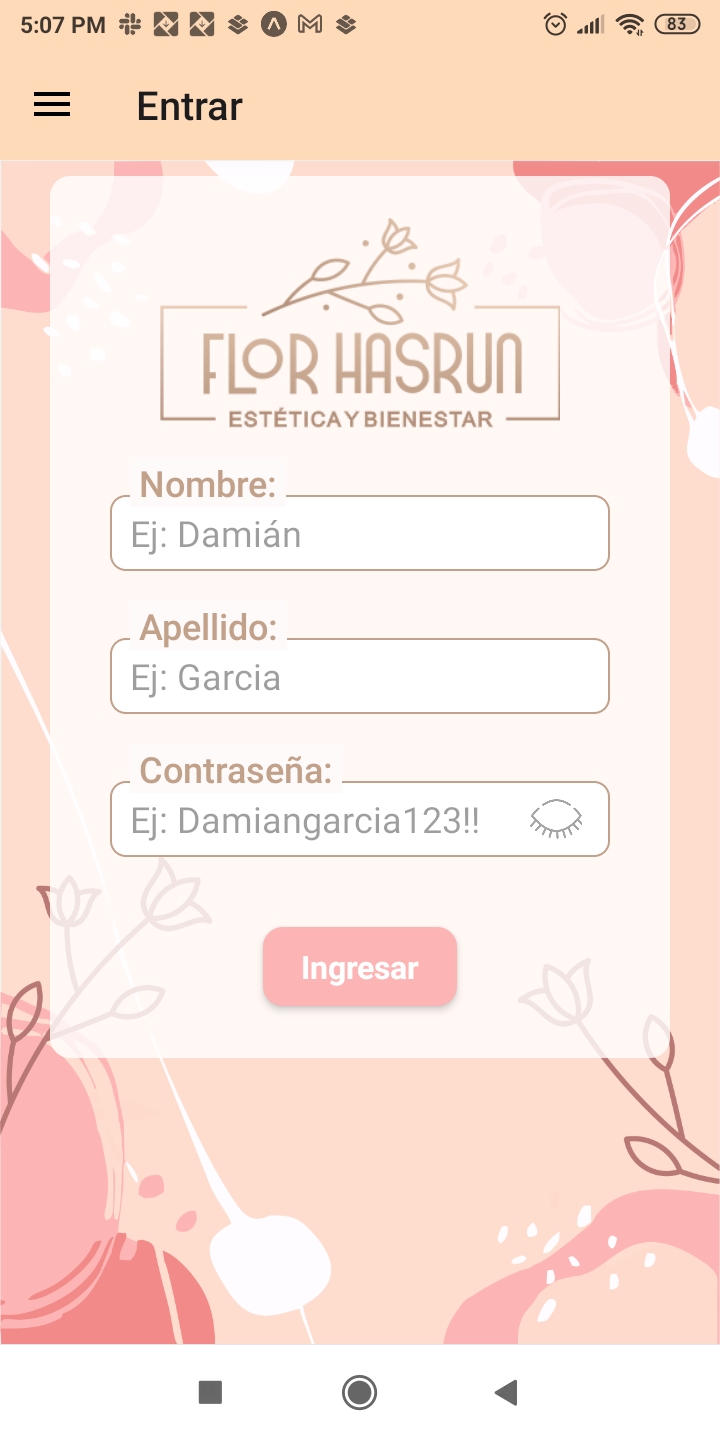 5:07 PM
83
Entrar
FLOR HASRUN
ESTÉTICA Y BIENESTAR
Nombre:
Ej: Damián
Apellido:
Ej: Garcia
Contraseña:
Ej: Damiangarcia123!!
Ingresar